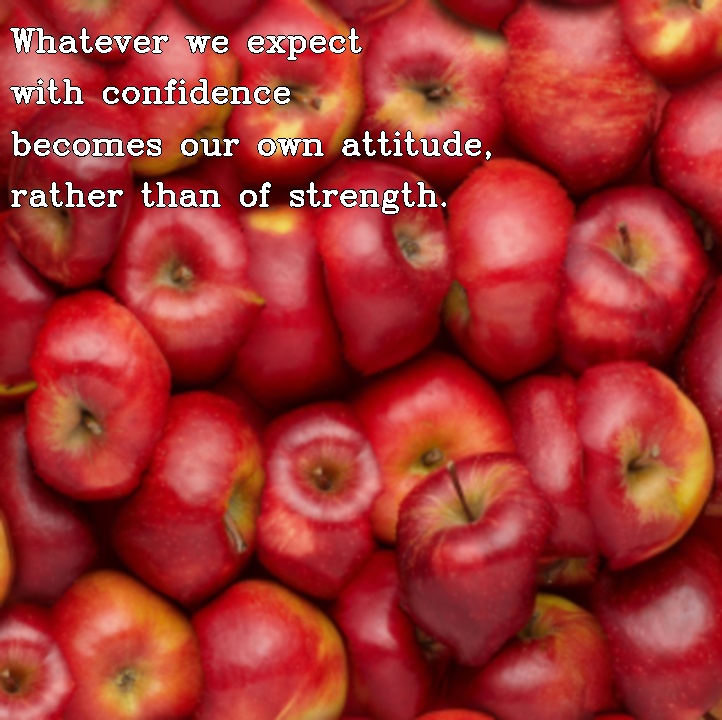 Whatever we expect
with confidence
becomes our own attitude,
rather than of strength.